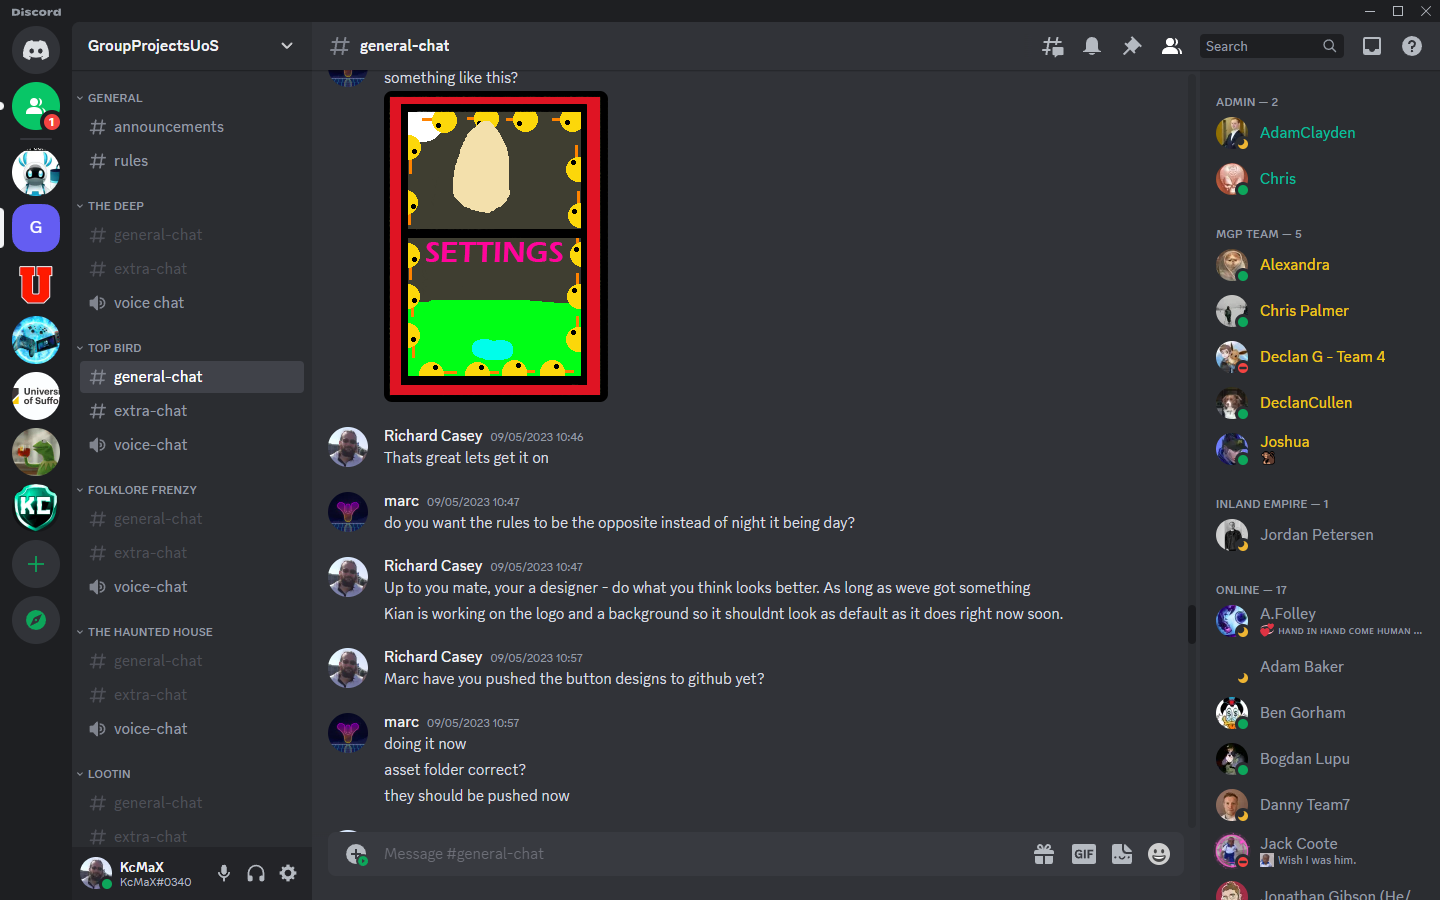 Discord
GroupProjectsUoS
GENERAL
announcements
rules
THE DEEP
general-chat
extra-chat
voice chat
TOP BIRD
general-chat
extra-chat
voice-chat
FOLKLORE FRENZY
general-chat
extra-chat
voice-chat
THE HAUNTED HOUSE
general-chat
extra-chat
voice-chat
LOOTIN
general-chat
extra-chat
KcMaX
KcMaX#0340
1
G
U
Univers
of Suffo
KC
general-chat
Search
something like this?
SETTINGS
Richard Casey 09/05/2023 10:46
Thats great lets get it on
marc 09/05/2023 10:47
do you want the rules to be the opposite instead of night it being day?
Richard Casey 09/05/2023 10:47
Up to you mate, your a designer - do what you think looks better. As long as weve got something
Kian is working on the logo and a background so it shouldnt look as default as it does right now soon.
Richard Casey 09/05/2023 10:57
Marc have you pushed the button designs to github yet?
marc 09/05/2023 10:57
doing it now
asset folder correct?
they should be pushed now
Message #general-chat
GIF
ADMIN — 2
AdamClayden
Chris
MGP TEAM — 5
Alexandra
Chris Palmer
Declan G - Team 4
DeclanCullen
Joshua
INLAND EMPIRE — 1
Jordan Petersen
ONLINE — 17
A.Folley
HAND IN HAND COME HUMAN ...
Adam Baker
Ben Gorham
Bogdan Lupu
Danny Team7
Jack Coote
Wish I was him.
Jonathan Gibson (He/